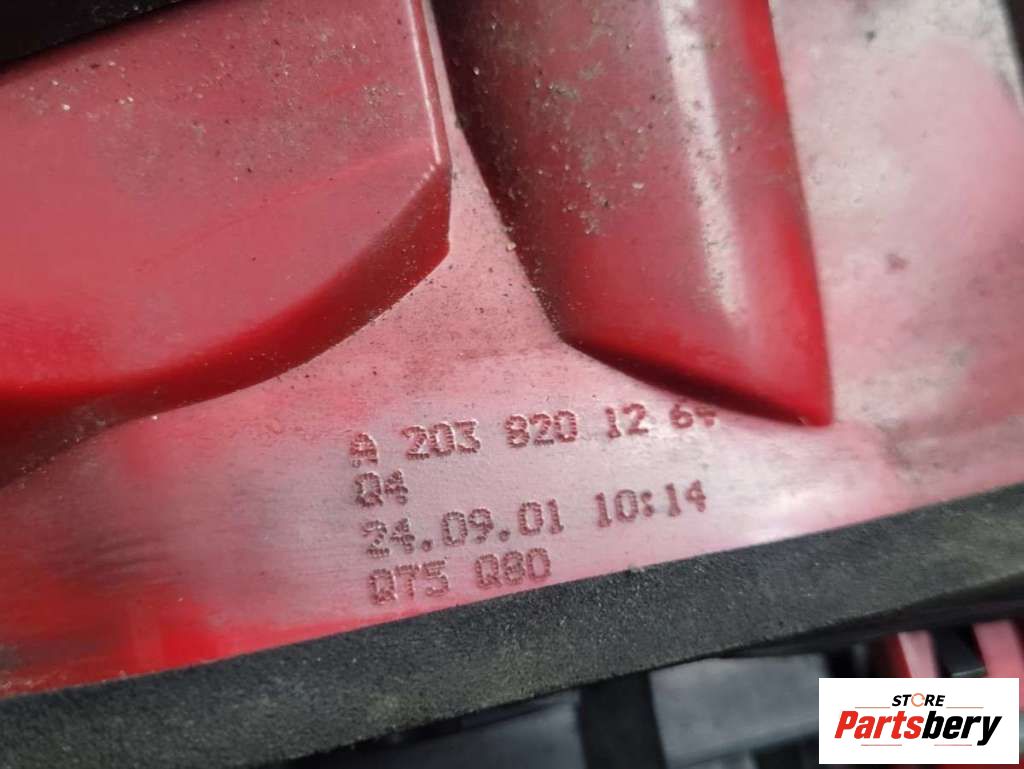 A 203 820 12 64
Q4
24.09.01 10:14
Q75 Q80
STORE
Partsbery